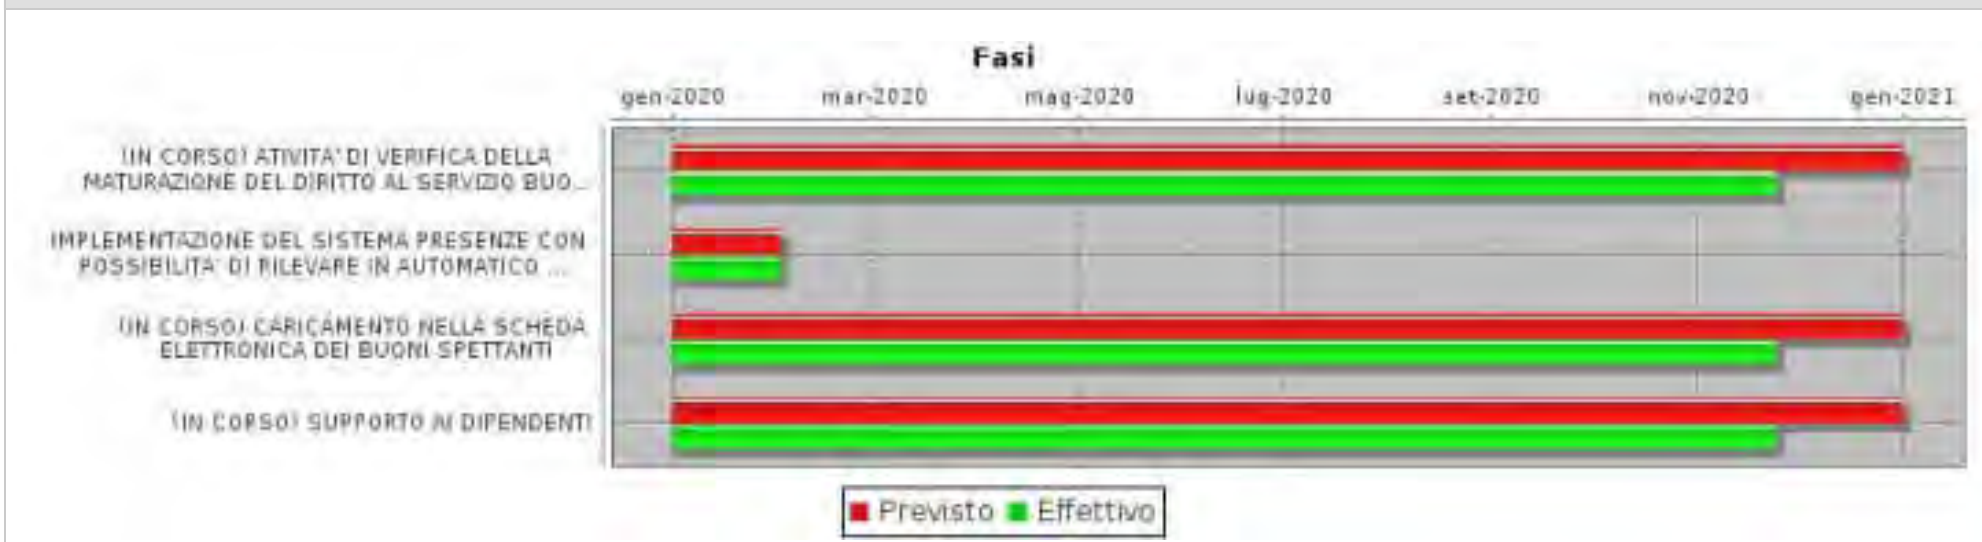 Fasi
gen-2020 mar-2020 mag-2020 lug-2020 set-2020 nov-2020 gen-2021
(IN CORSO) ATIVITA' DI VERIFICA DELLA
MATURAZIONE DEL DIRITTO AL SERVIZIO BUO...
IMPLEMENTAZIONE DEL SISTEMA PRESENZE CON
POSSIBILITA' DI RILEVARE IN AUTOMATICO ...
(IN CORSO) CARICAMENTO NELLA SCHEDA
ELETTRONICA DEI BUONI SPETTANTI
(IN CORSO) SUPPORTO AI DIPENDENTI
Previsto Effettivo